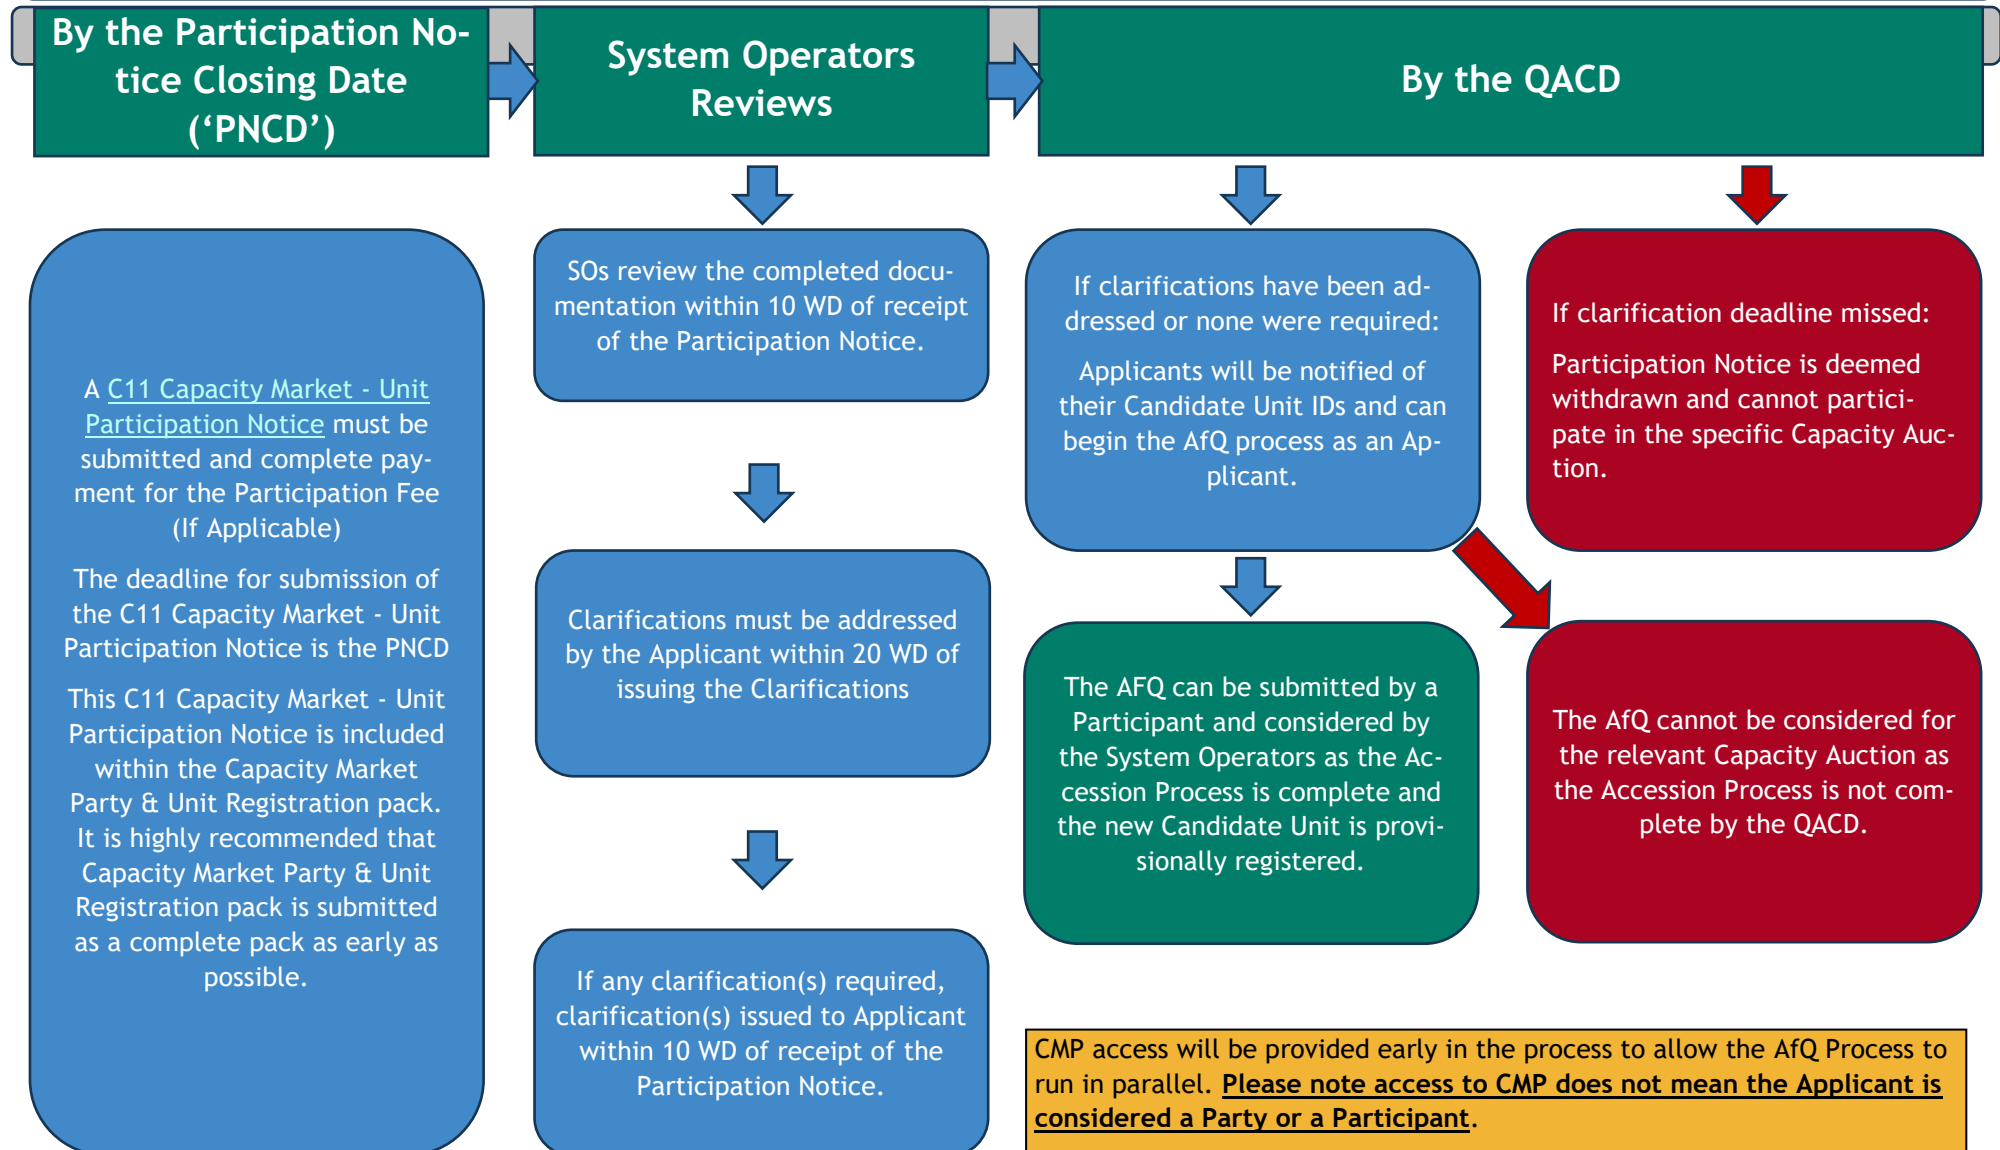 By the Participation No-
tice Closing Date
(‘PNCD’)
System Operators
Reviews
By the QACD
A C11 Capacity Market - Unit
Participation Notice must be
submitted and complete pay-
ment for the Participation Fee
(If Applicable)
The deadline for submission of
the C11 Capacity Market - Unit
Participation Notice is the PNCD
This C11 Capacity Market - Unit
Participation Notice is included
within the Capacity Market
Party & Unit Registration pack.
It is highly recommended that
Capacity Market Party & Unit
Registration pack is submitted
as a complete pack as early as
possible.
SOs review the completed docu-
mentation within 10 WD of receipt
of the Participation Notice.
Clarifications must be addressed
by the Applicant within 20 WD of
issuing the Clarifications
If any clarification(s) required,
clarification(s) issued to Applicant
within 10 WD of receipt of the
Participation Notice.
If clarifications have been ad-
dressed or none were required:
Applicants will be notified of
their Candidate Unit IDs and can
begin the AfQ process as an Ap-
plicant.
If clarification deadline missed:
Participation Notice is deemed
withdrawn and cannot partici-
pate in the specific Capacity Auc-
tion.
The AFQ can be submitted by a
Participant and considered by
the System Operators as the Ac-
cession Process is complete and
the new Candidate Unit is provi-
sionally registered.
The AfQ cannot be considered for
the relevant Capacity Auction as
the Accession Process is not com-
plete by the QACD.
CMP access will be provided early in the process to allow the AfQ Process to
run in parallel. Please note access to CMP does not mean the Applicant is
considered a Party or a Participant.